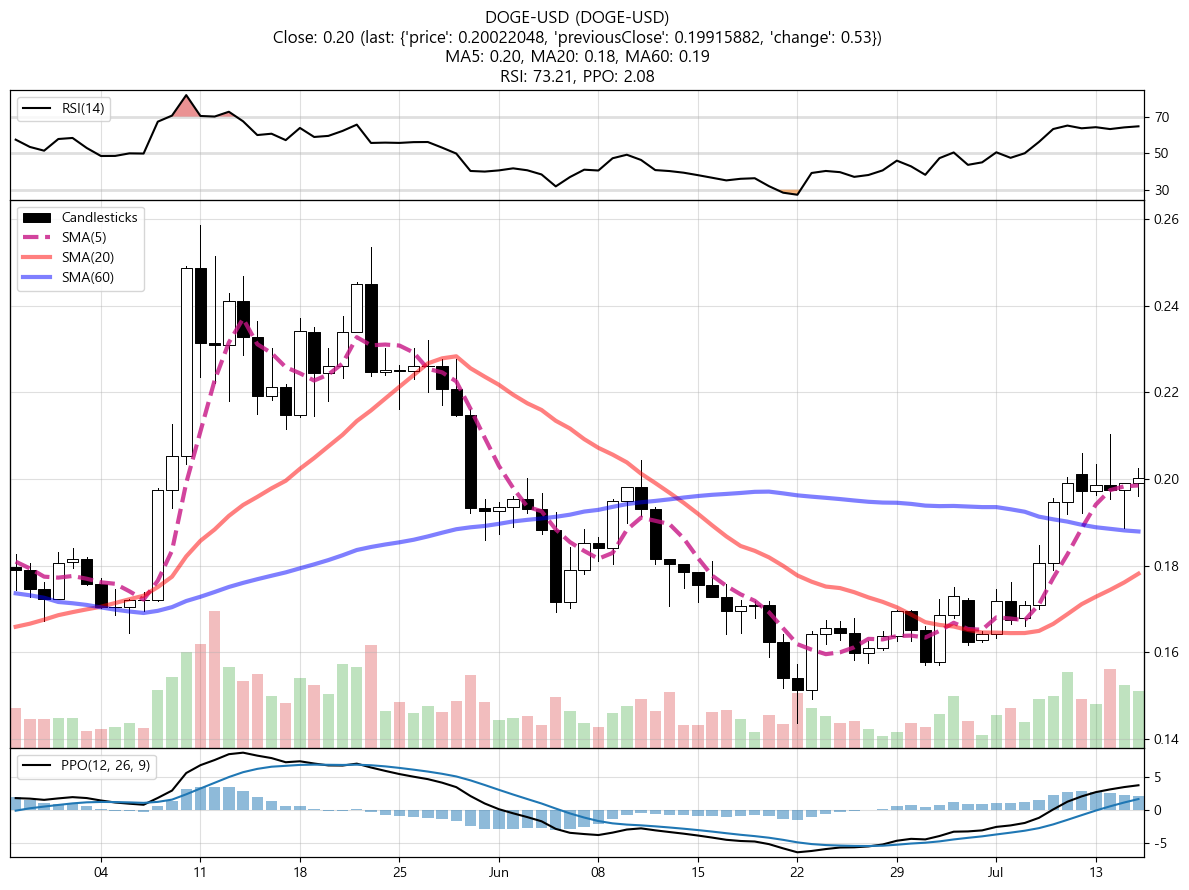 DOGE-USD (DOGE-USD)
Close: 0.20 (last: {'price': 0.20022048, 'previousClose': 0.19915882, 'change': 0.53})
MA5: 0.20, MA20: 0.18, MA60: 0.19
RSI: 73.21, PPO: 2.08
RSI(14)
70
50
30
Candlesticks
SMA(5)
SMA(20)
SMA(60)
0.26
0.24
0.22
0.20
0.18
0.16
0.14
PPO(12, 26, 9)
5
0
-5
04 11 18 25 Jun 08 15 22 29 Jul 13